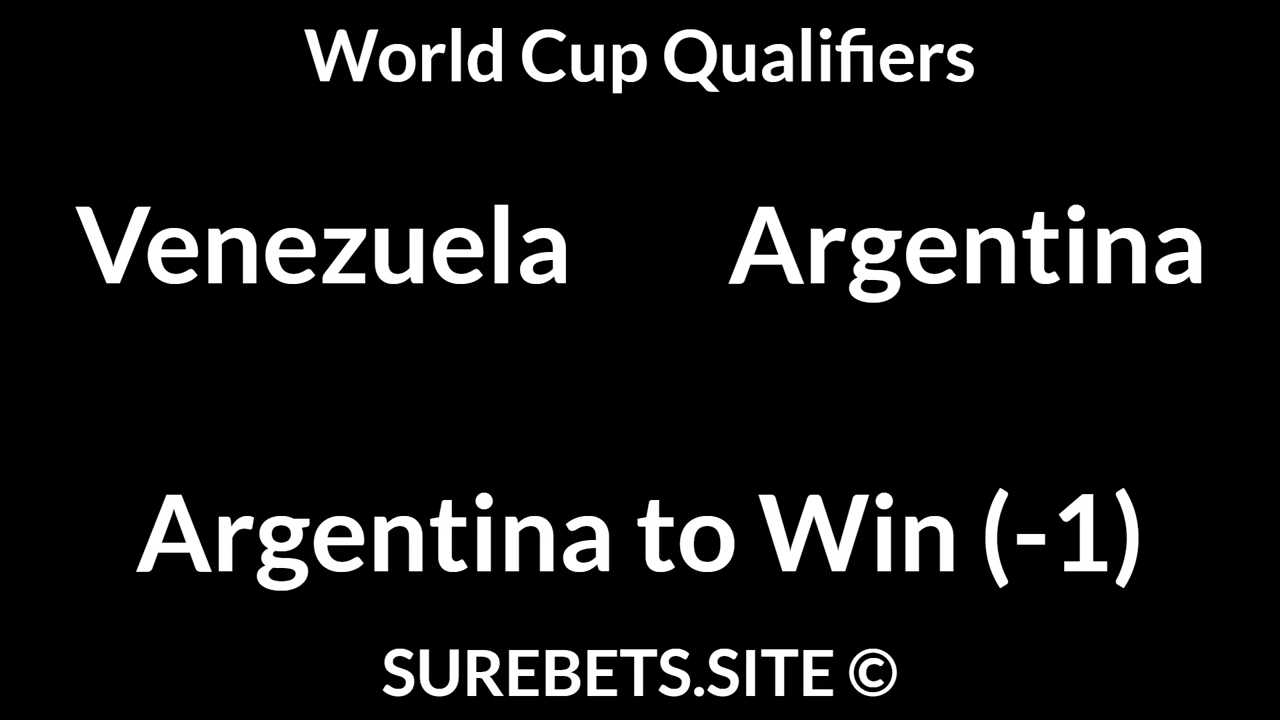 World Cup Qualifiers
Venezuela Argentina
Argentina to Win (-1)
SUREBETS.SITE ©